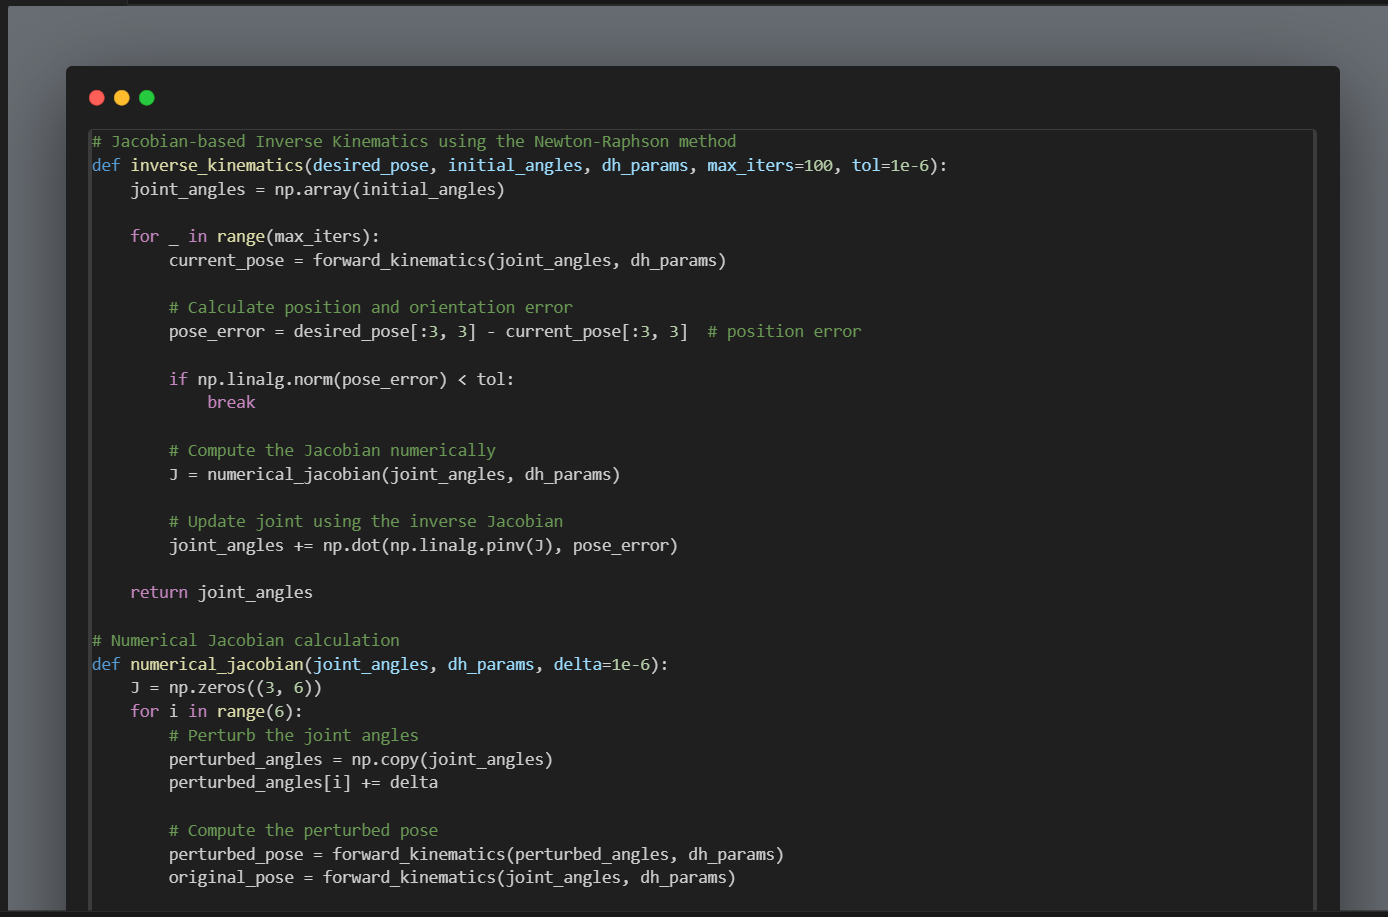 # Jacobian-based Inverse Kinematics using the Newton-Raphson method
def inverse_kinematics(desired_pose, initial_angles, dh_params, max_iters=100, tol=1e-6):
    joint_angles = np.array(initial_angles)
    for _ in range(max_iters):
        current_pose = forward_kinematics(joint_angles, dh_params)
        # Calculate position and orientation error
        pose_error = desired_pose[:3, 3] - current_pose[:3, 3]  # position error
        if np.linalg.norm(pose_error) < tol:
            break
        # Compute the Jacobian numerically
        J = numerical_jacobian(joint_angles, dh_params)
        # Update joint using the inverse Jacobian
        joint_angles += np.dot(np.linalg.pinv(J), pose_error)
    return joint_angles
# Numerical Jacobian calculation
def numerical_jacobian(joint_angles, dh_params, delta=1e-6):
    J = np.zeros((3, 6))
    for i in range(6):
        # Perturb the joint angles
        perturbed_angles = np.copy(joint_angles)
        perturbed_angles[i] += delta
        # Compute the perturbed pose
        perturbed_pose = forward_kinematics(perturbed_angles, dh_params)
        original_pose = forward_kinematics(joint_angles, dh_params)